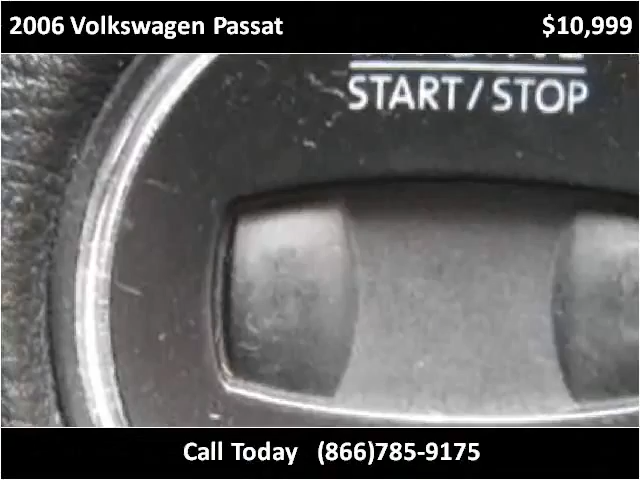 2006 Volkswagen Passat $10,999
START/STOP
Call Today (866)785-9175